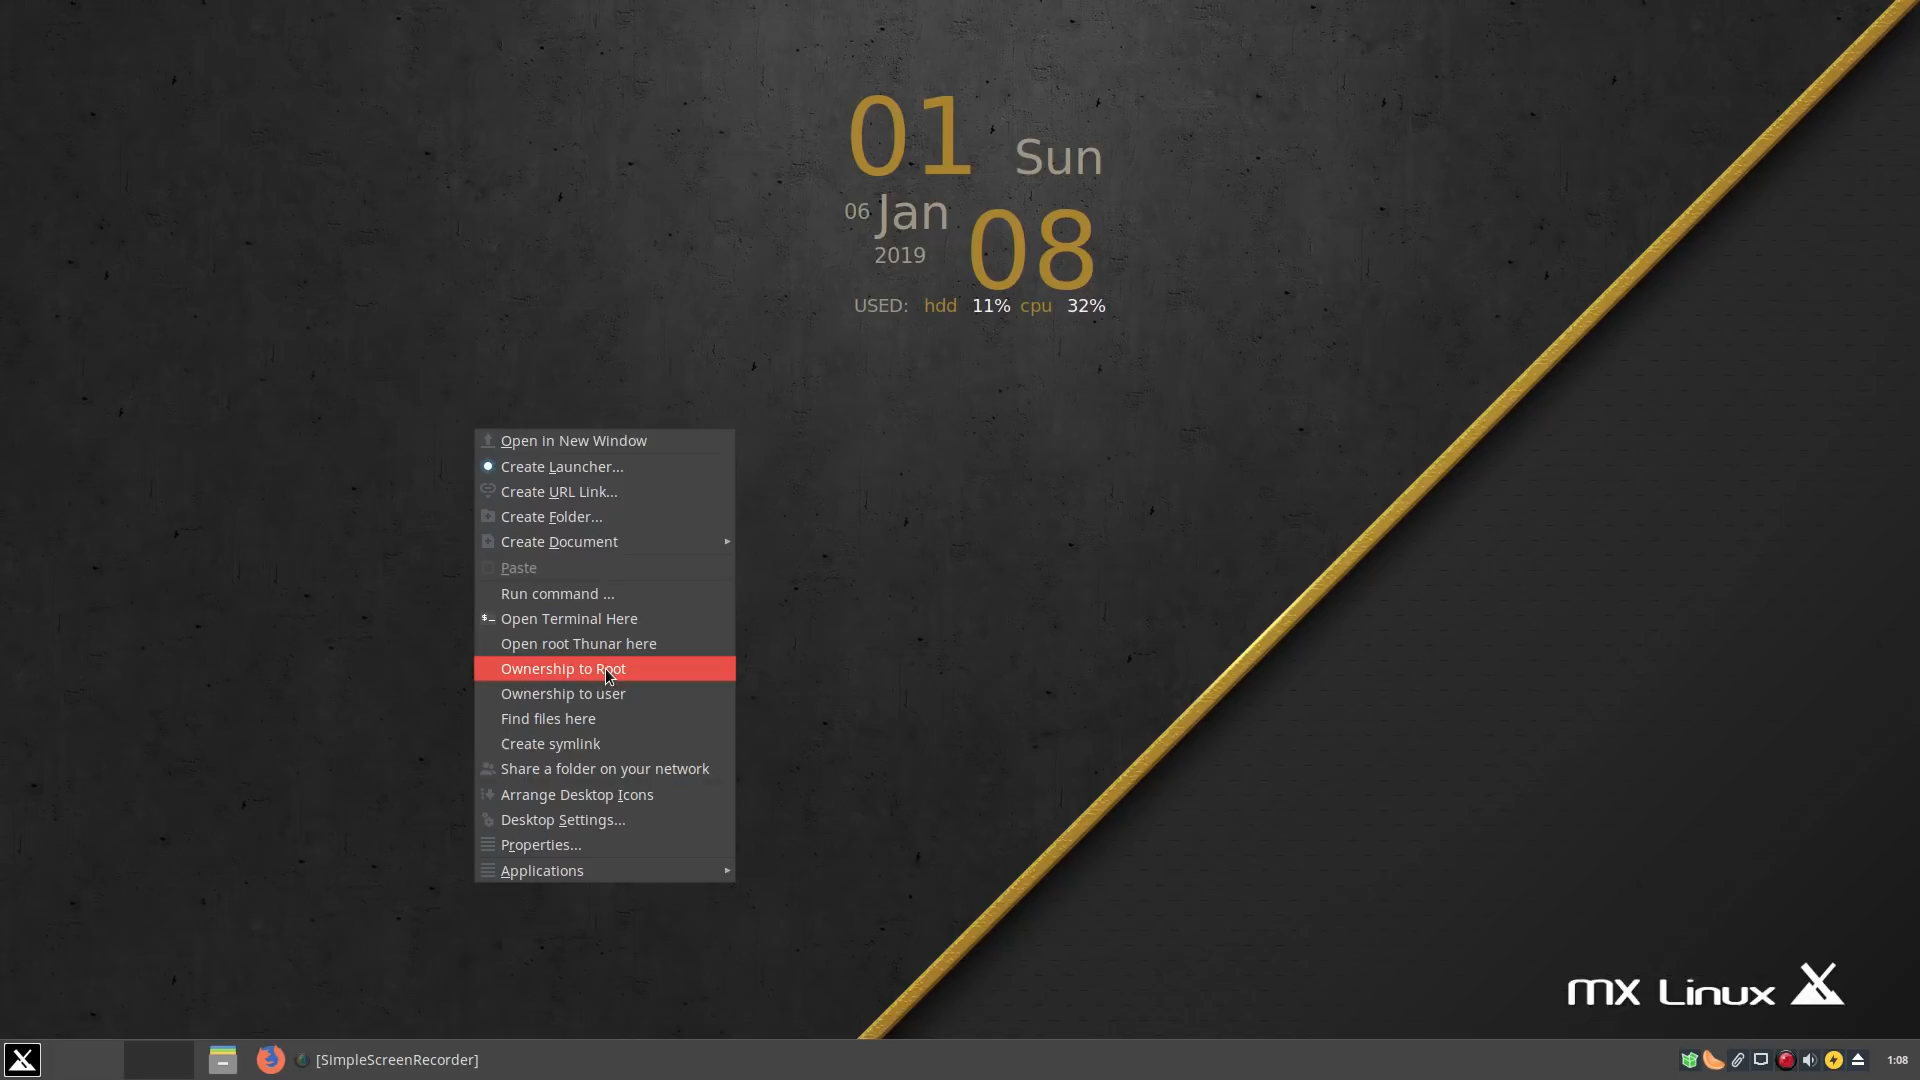 01 Sun
06 Jan
2019 08
USED: hdd 11% cpu 32%
Open in New Window
Create Launcher...
Create URL Link...
Create Folder...
Create Document
Paste
Run command ...
$_ Open Terminal Here
Open root Thunar here
Ownership to Root
Ownership to user
Find files here
Create symlink
Share a folder on your network
Arrange Desktop Icons
Desktop Settings...
Properties...
Applications
mx Linux
[SimpleScreenRecorder]
1:08